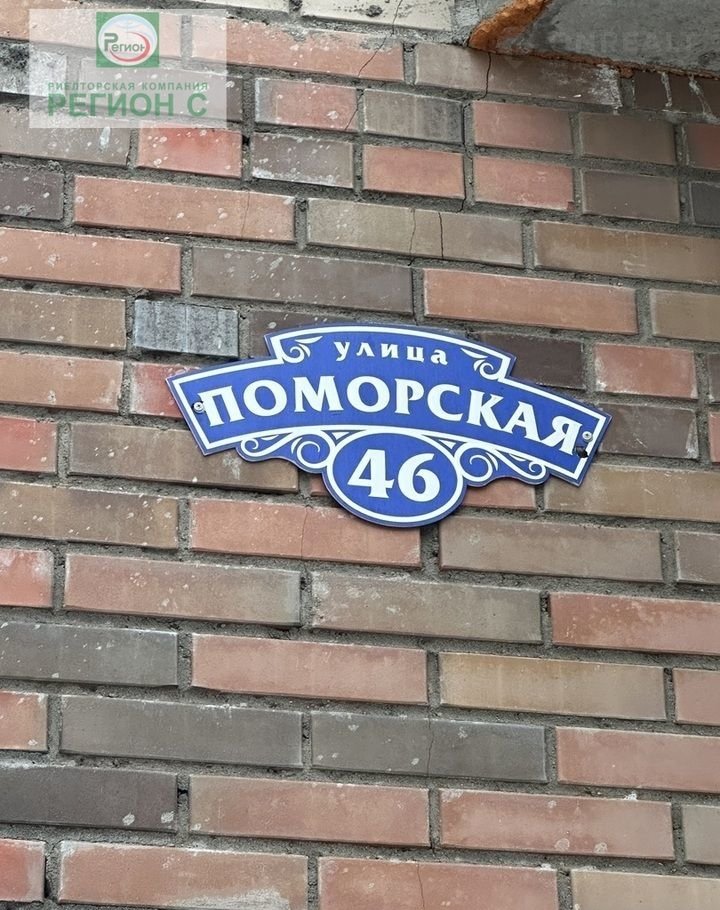 Регион
РИЕЛТОРСКАЯ КОМПАНИЯ
РЕГИОН С
улица
ПОМОРСКАЯ
46